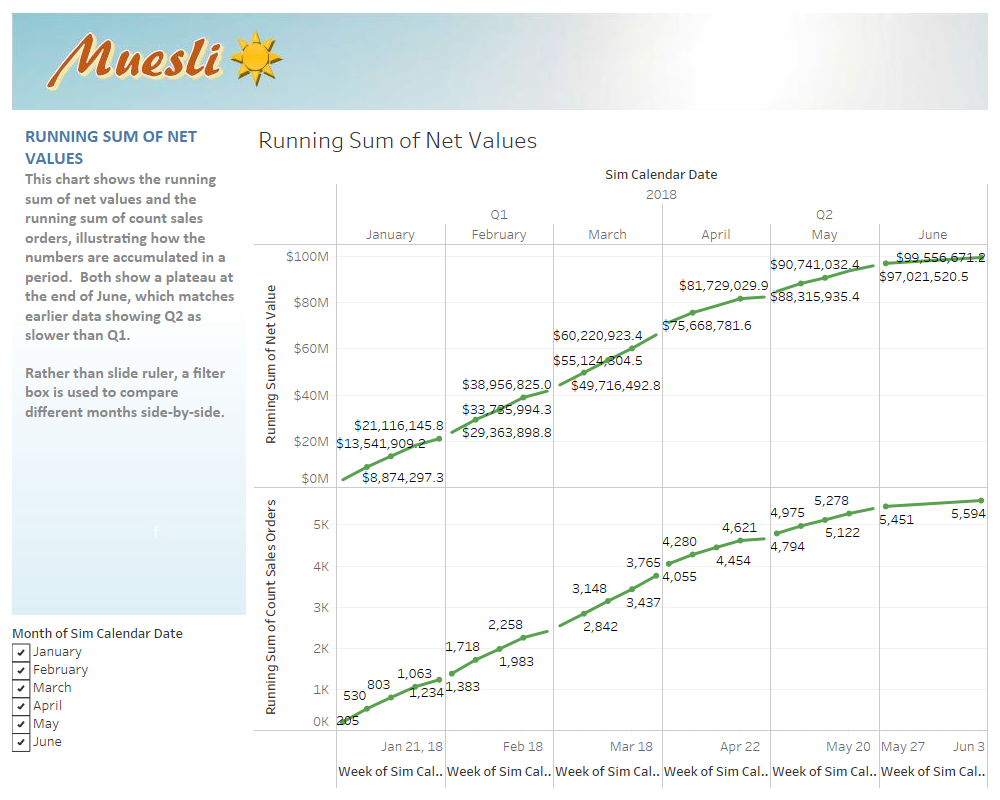 Muesli
RUNNING SUM OF NET
VALUES
This chart shows the running
sum of net values and the
running sum of count sales
orders, illustrating how the
numbers are accumulated in a
period. Both show a plateau at
the end of June, which matches
earlier data showing Q2 as
slower than Q1.
Rather than slide ruler, a filter
box is used to compare
different months side-by-side.
f
Month of Sim Calendar Date
January
February
March
April
May
June
Running Sum of Net Values
Sim Calendar Date
2018
Q1 Q2
January February March April May June
Running Sum of Net Value
$100M
$80M
$60M
$40M
$20M
$0M
$21,116,145.8
$13,541,909.2
$8,874,297.3
$38,956,825.0
$33,735,994.3
$29,363,898.8
$60,220,923.4
$55,124,304.5
$49,716,492.8
$81,729,029.9
$75,668,781.6
$90,741,032.4
$88,315,935.4
$99,556,671.2
$97,021,520.5
Running Sum of Count Sales Orders
5K
4K
3K
2K
1K
0K
205
530
803
1,063
1,234
1,383
1,718
1,983
2,258
2,842
3,148
3,437
3,765
4,055
4,280
4,454
4,621
4,794
4,975
5,122
5,278
5,451
5,594
Jan 21, 18 Feb 18 Mar 18 Apr 22 May 20 May 27 Jun 3
Week of Sim Cal.. Week of Sim Cal.. Week of Sim Cal.. Week of Sim Cal.. Week of Sim Cal.. Week of Sim Cal..